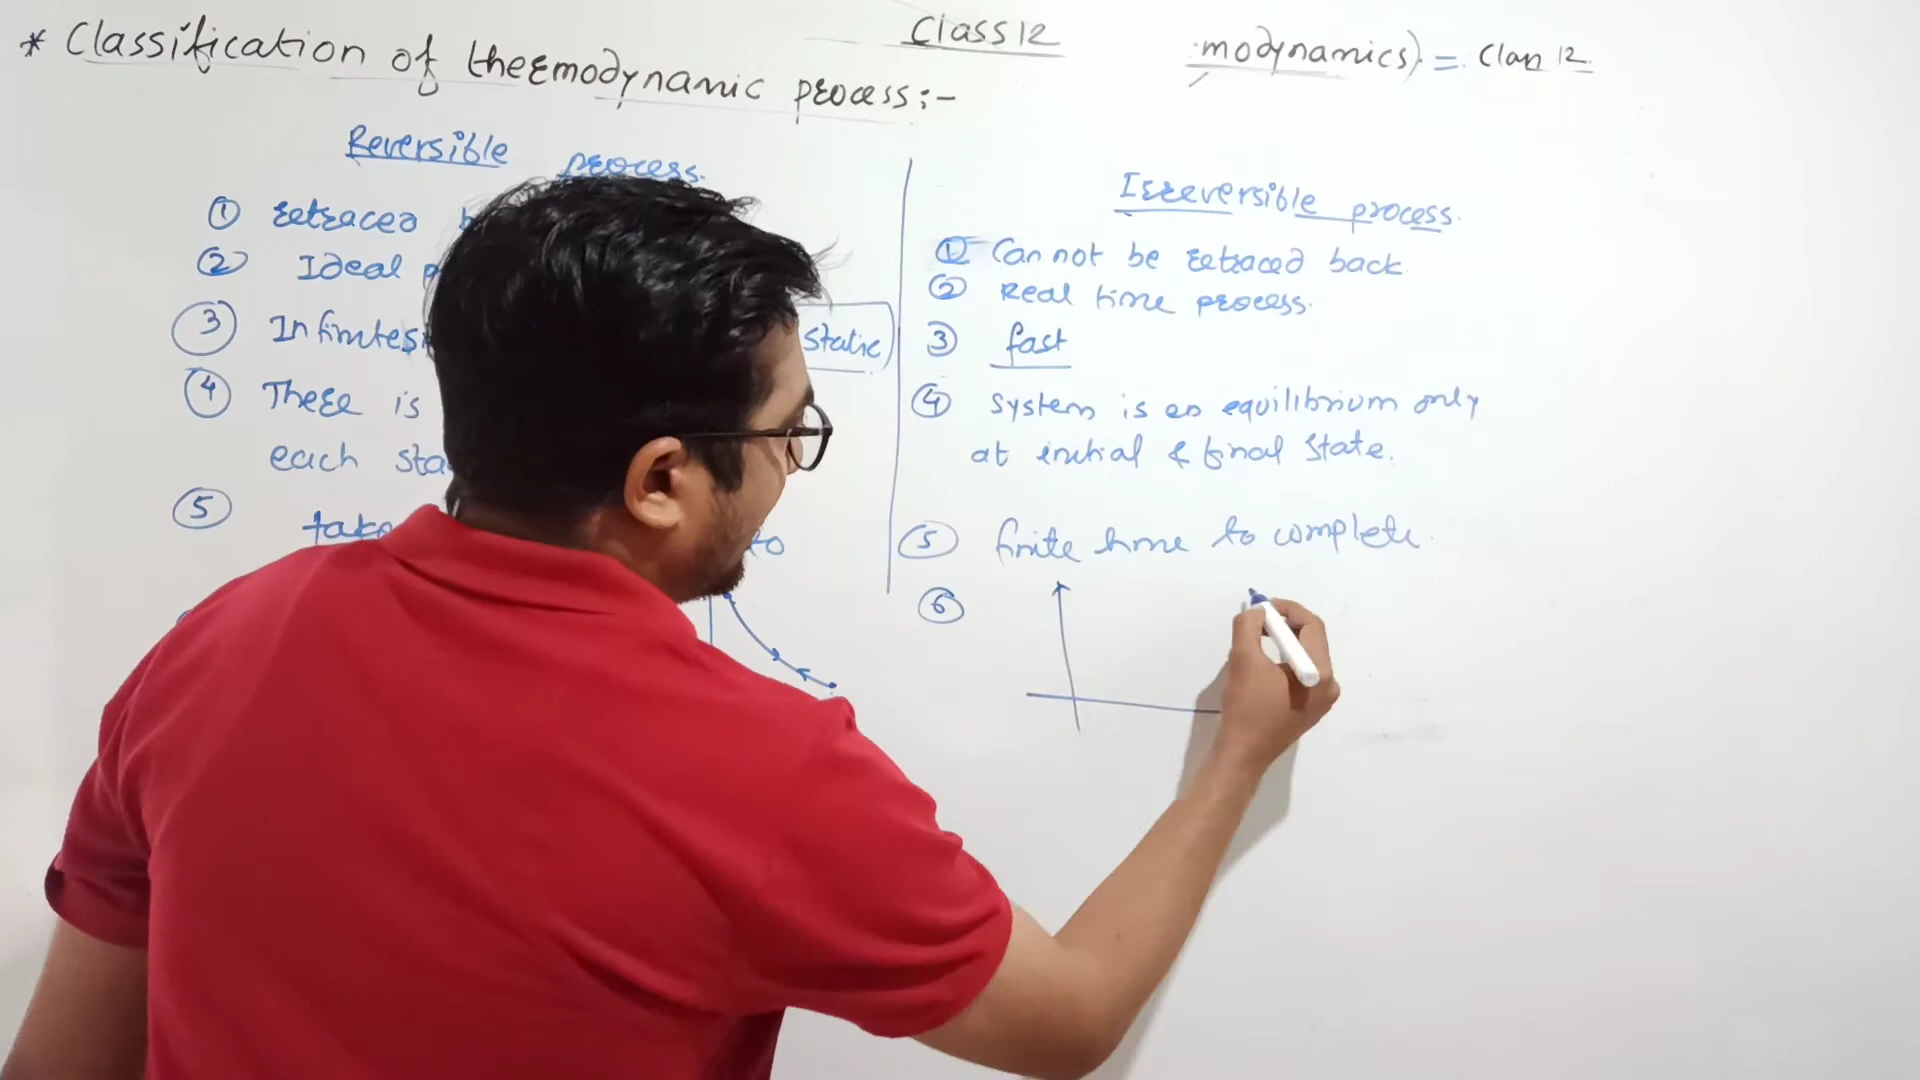 Class 12
modynamics) = Class 12
* Classification of thermodynamic process :-
Reversible process.
① retraced
② Ideal
③ Infinitesi static
④ There is
each sta
⑤ take to
Irreversible process.
① Can not be retraced back.
② Real time process.
③ fast
④ System is en equilibrium only
at initial & final state.
⑤ finite time to complete.
⑥